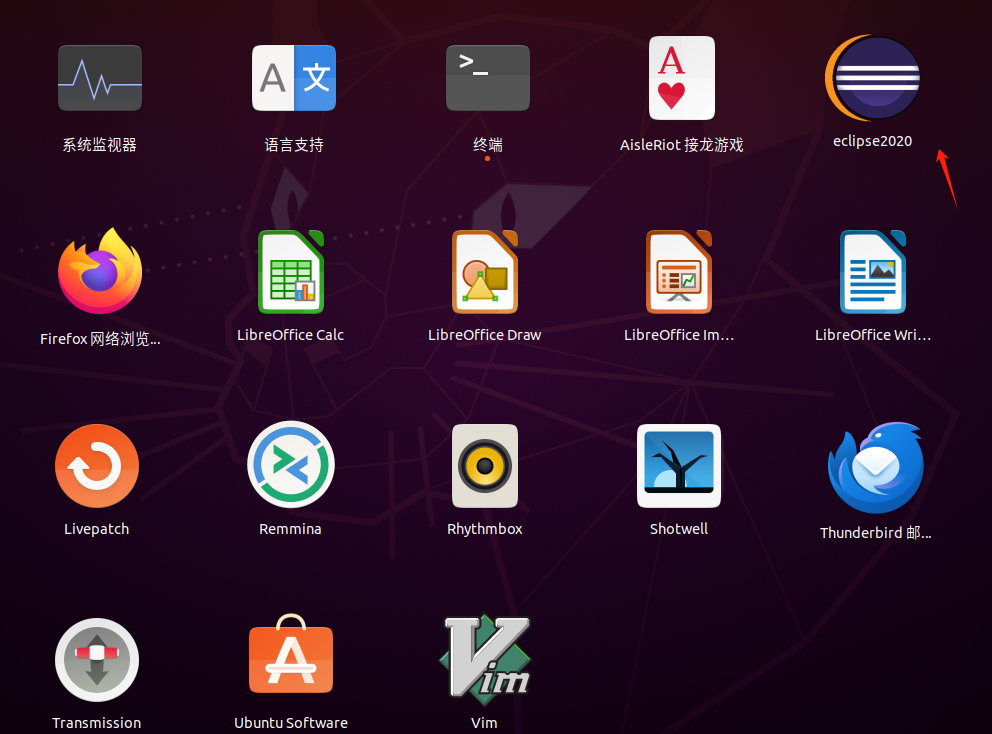 系统监视器
语言支持
终端
AisleRiot 接龙游戏
eclipse2020
Firefox 网络浏览...
LibreOffice Calc
LibreOffice Draw
LibreOffice Im...
LibreOffice Wri...
Livepatch
Remmina
Rhythmbox
Shotwell
Thunderbird 邮...
Transmission
Ubuntu Software
Vim